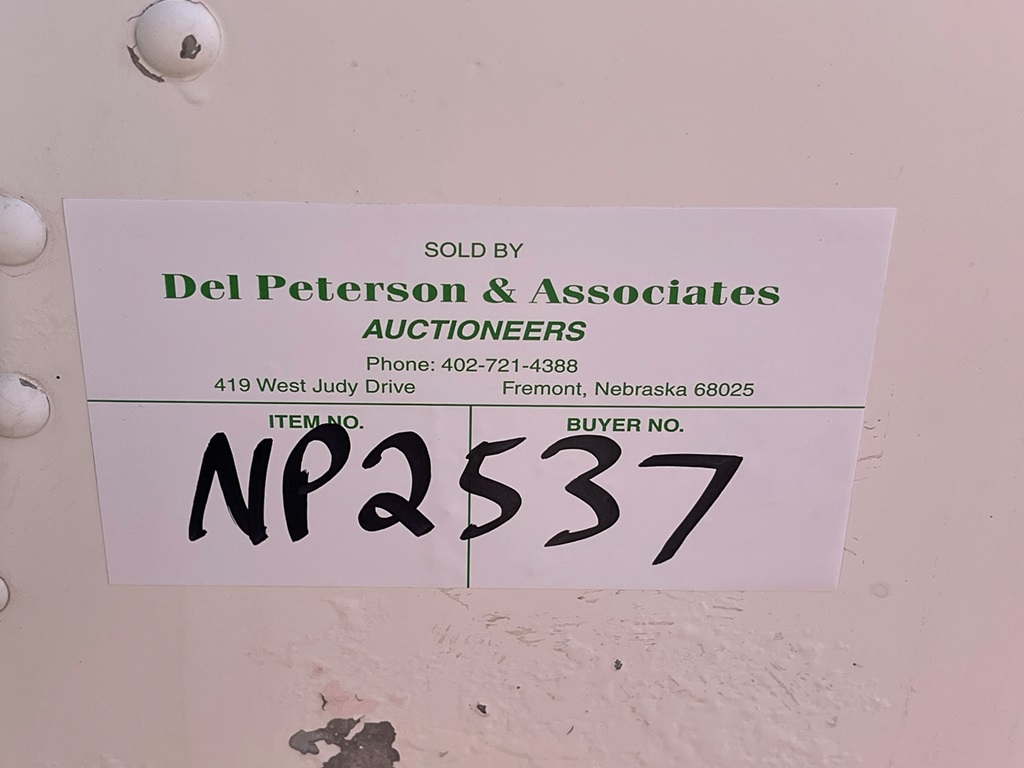 SOLD BY
Del Peterson & Associates
AUCTIONEERS
Phone: 402-721-4388
419 West Judy Drive Fremont, Nebraska 68025
ITEM NO. BUYER NO.
NP2537